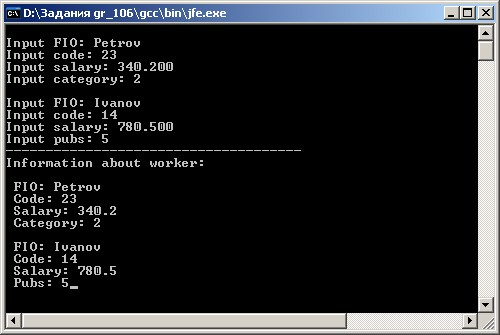 D:\Задания gr_106\gcc\bin\jfe.exe
Input FIO: Petrov
Input code: 23
Input salary: 340.200
Input category: 2
Input FIO: Ivanov
Input code: 14
Input salary: 780.500
Input pubs: 5
-------------------------------------
Information about worker:
FIO: Petrov
Code: 23
Salary: 340.2
Category: 2
FIO: Ivanov
Code: 14
Salary: 780.5
Pubs: 5_